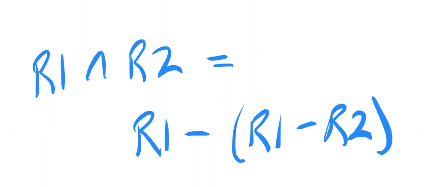 R1 ∩ R2 =
R1 - (R1 - R2)